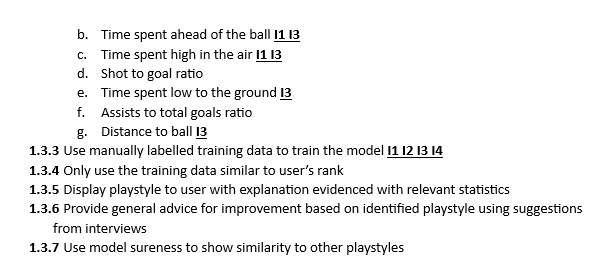 b. Time spent ahead of the ball I1 I3
c. Time spent high in the air I1 I3
d. Shot to goal ratio
e. Time spent low to the ground I3
f. Assists to total goals ratio
g. Distance to ball I3
1.3.3 Use manually labelled training data to train the model I1 I2 I3 I4
1.3.4 Only use the training data similar to user's rank
1.3.5 Display playstyle to user with explanation evidenced with relevant statistics
1.3.6 Provide general advice for improvement based on identified playstyle using suggestions
from interviews
1.3.7 Use model sureness to show similarity to other playstyles